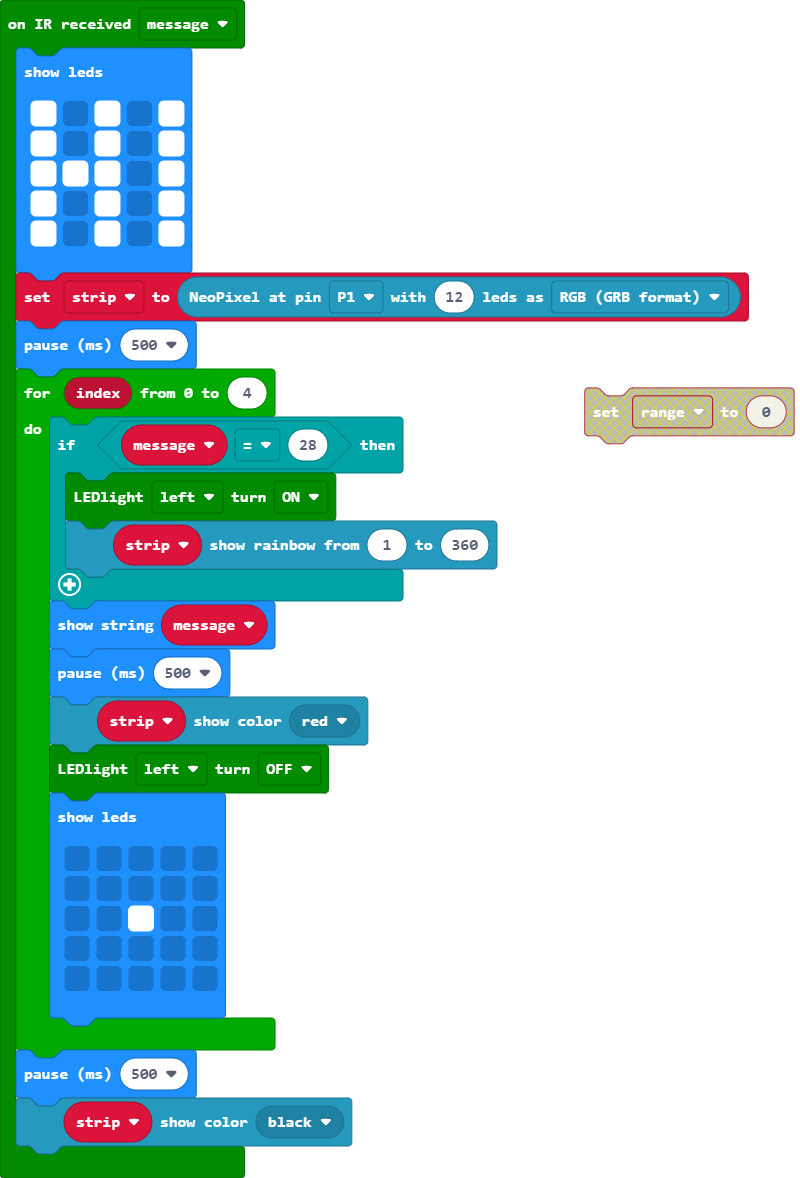 on IR received message
show leds
set strip to NeoPixel at pin P1 with 12 leds as RGB (GRB format)
pause (ms) 500
for index from 0 to 4
set range to 0
do
if message = 28 then
LEDlight left turn ON
strip show rainbow from 1 to 360
show string message
pause (ms) 500
strip show color red
LEDlight left turn OFF
show leds
pause (ms) 500
strip show color black